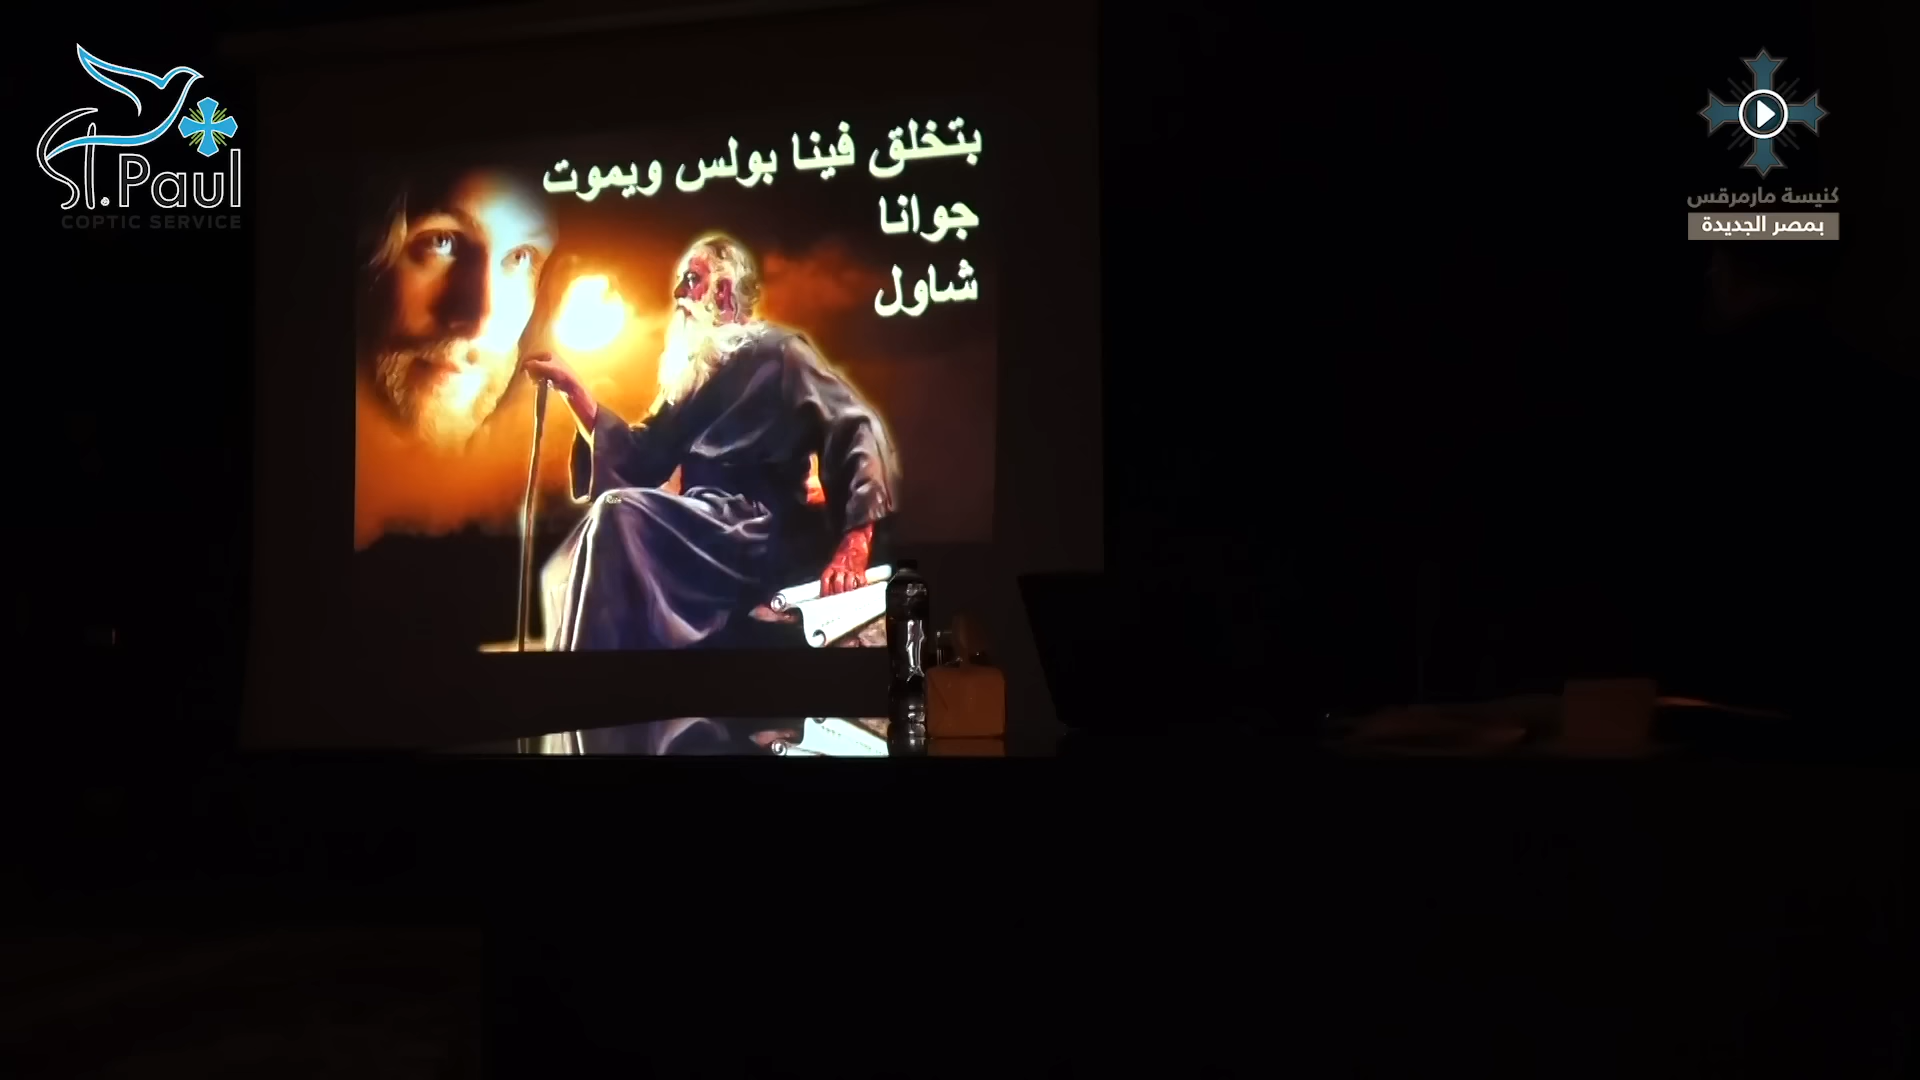 St. Paul
COPTIC SERVICE
كنيسة مارمرقس
بمصر الجديدة
بتخلق فينا بولس ويموت
جوانا
شاول